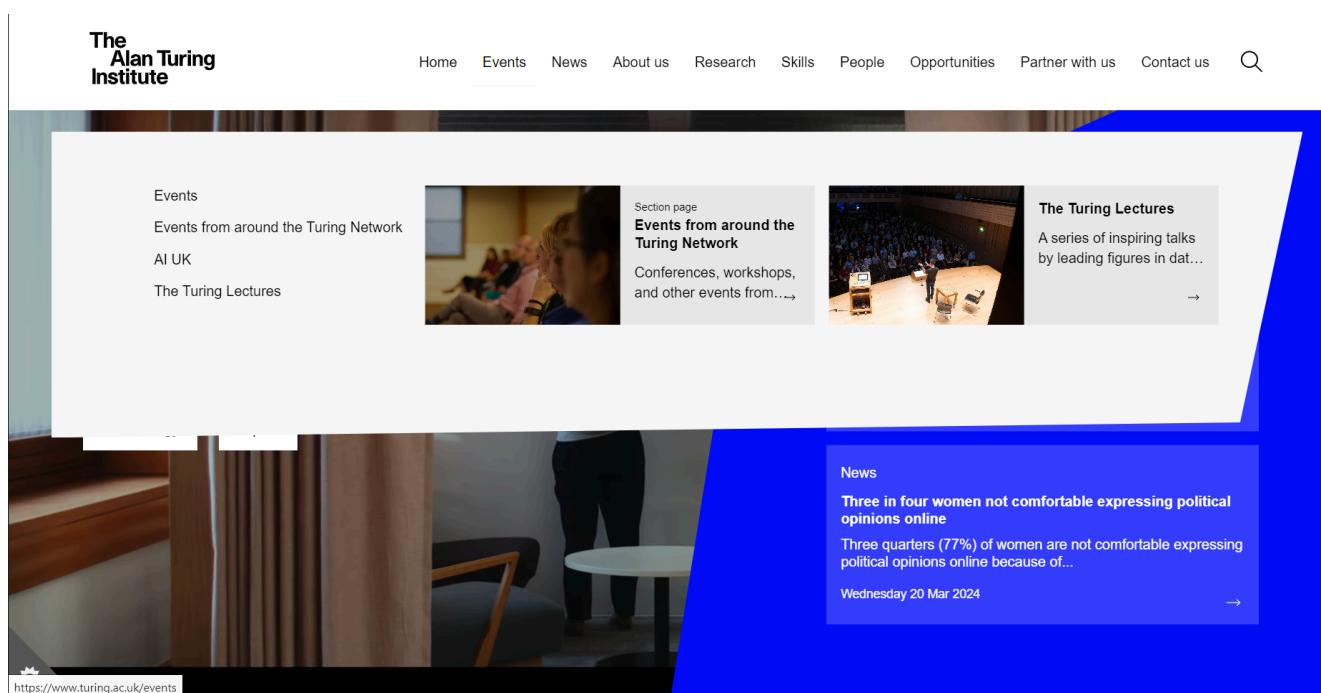 The
Alan Turing
Institute
Home Events News About us Research Skills People Opportunities Partner with us Contact us
Events
Events from around the Turing Network
AI UK
The Turing Lectures
Section page
Events from around the
Turing Network
Conferences, workshops,
and other events from...
The Turing Lectures
A series of inspiring talks
by leading figures in dat...
News
Three in four women not comfortable expressing political
opinions online
Three quarters (77%) of women are not comfortable expressing
political opinions online because of...
Wednesday 20 Mar 2024
https://www.turing.ac.uk/events